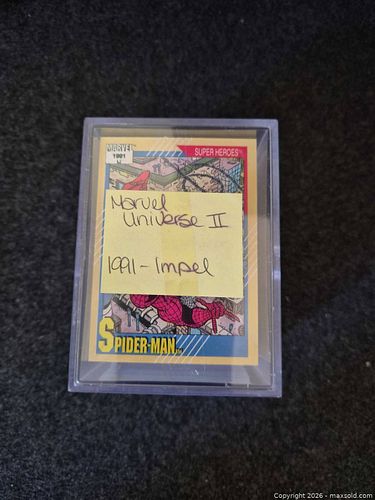 MARVEL
1991
SUPER HEROES
Marvel
Universe II
1991 - Impel
SPIDER-MAN
Copyright 2026 - maxsold.com